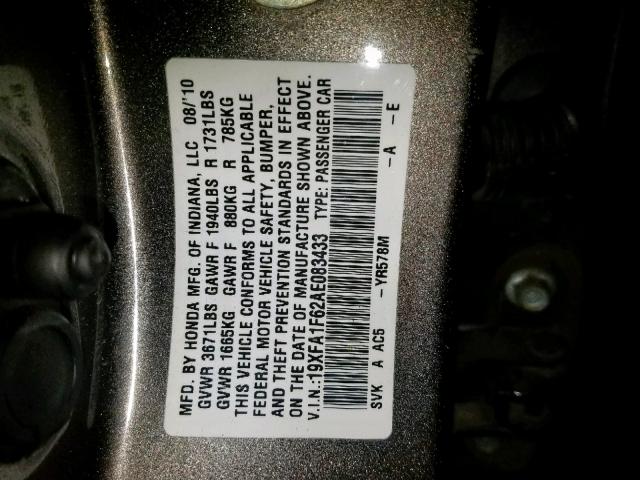 MFD. BY HONDA MFG. OF INDIANA, LLC 08/'10
GVWR 3671LBS GAWR F 1940LBS R 1731LBS
GVWR 1665KG GAWR F 880KG R 785KG
THIS VEHICLE CONFORMS TO ALL APPLICABLE
FEDERAL MOTOR VEHICLE SAFETY, BUMPER,
AND THEFT PREVENTION STANDARDS IN EFFECT
ON THE DATE OF MANUFACTURE SHOWN ABOVE.
V.I.N.:19XFA1F62AE083433 TYPE: PASSENGER CAR
SVK A AC5 -YR578M -A -E